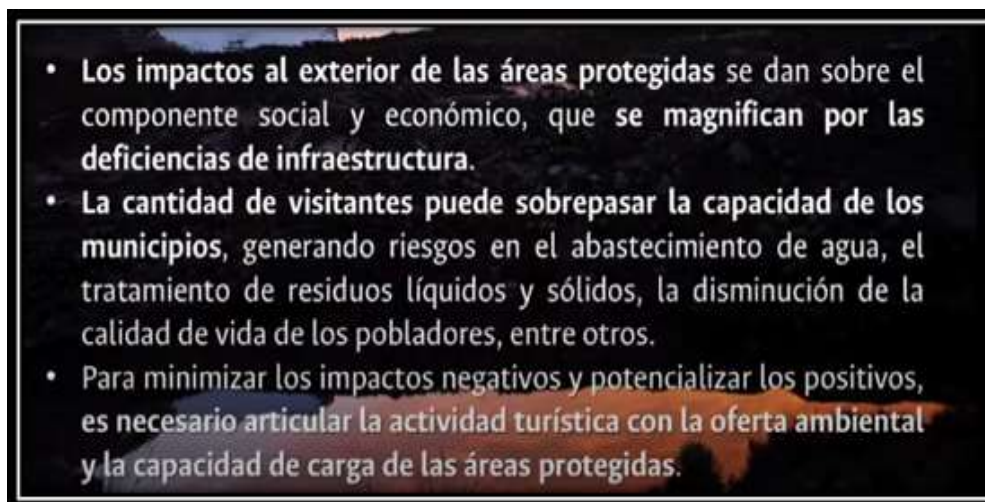 • Los impactos al exterior de las áreas protegidas se dan sobre el
componente social y económico, que se magnifican por las
deficiencias de infraestructura.
• La cantidad de visitantes puede sobrepasar la capacidad de los
municipios, generando riesgos en el abastecimiento de agua, el
tratamiento de residuos líquidos y sólidos, la disminución de la
calidad de vida de los pobladores, entre otros.
• Para minimizar los impactos negativos y potencializar los positivos,
es necesario articular la actividad turística con la oferta ambiental
y la capacidad de carga de las áreas protegidas.